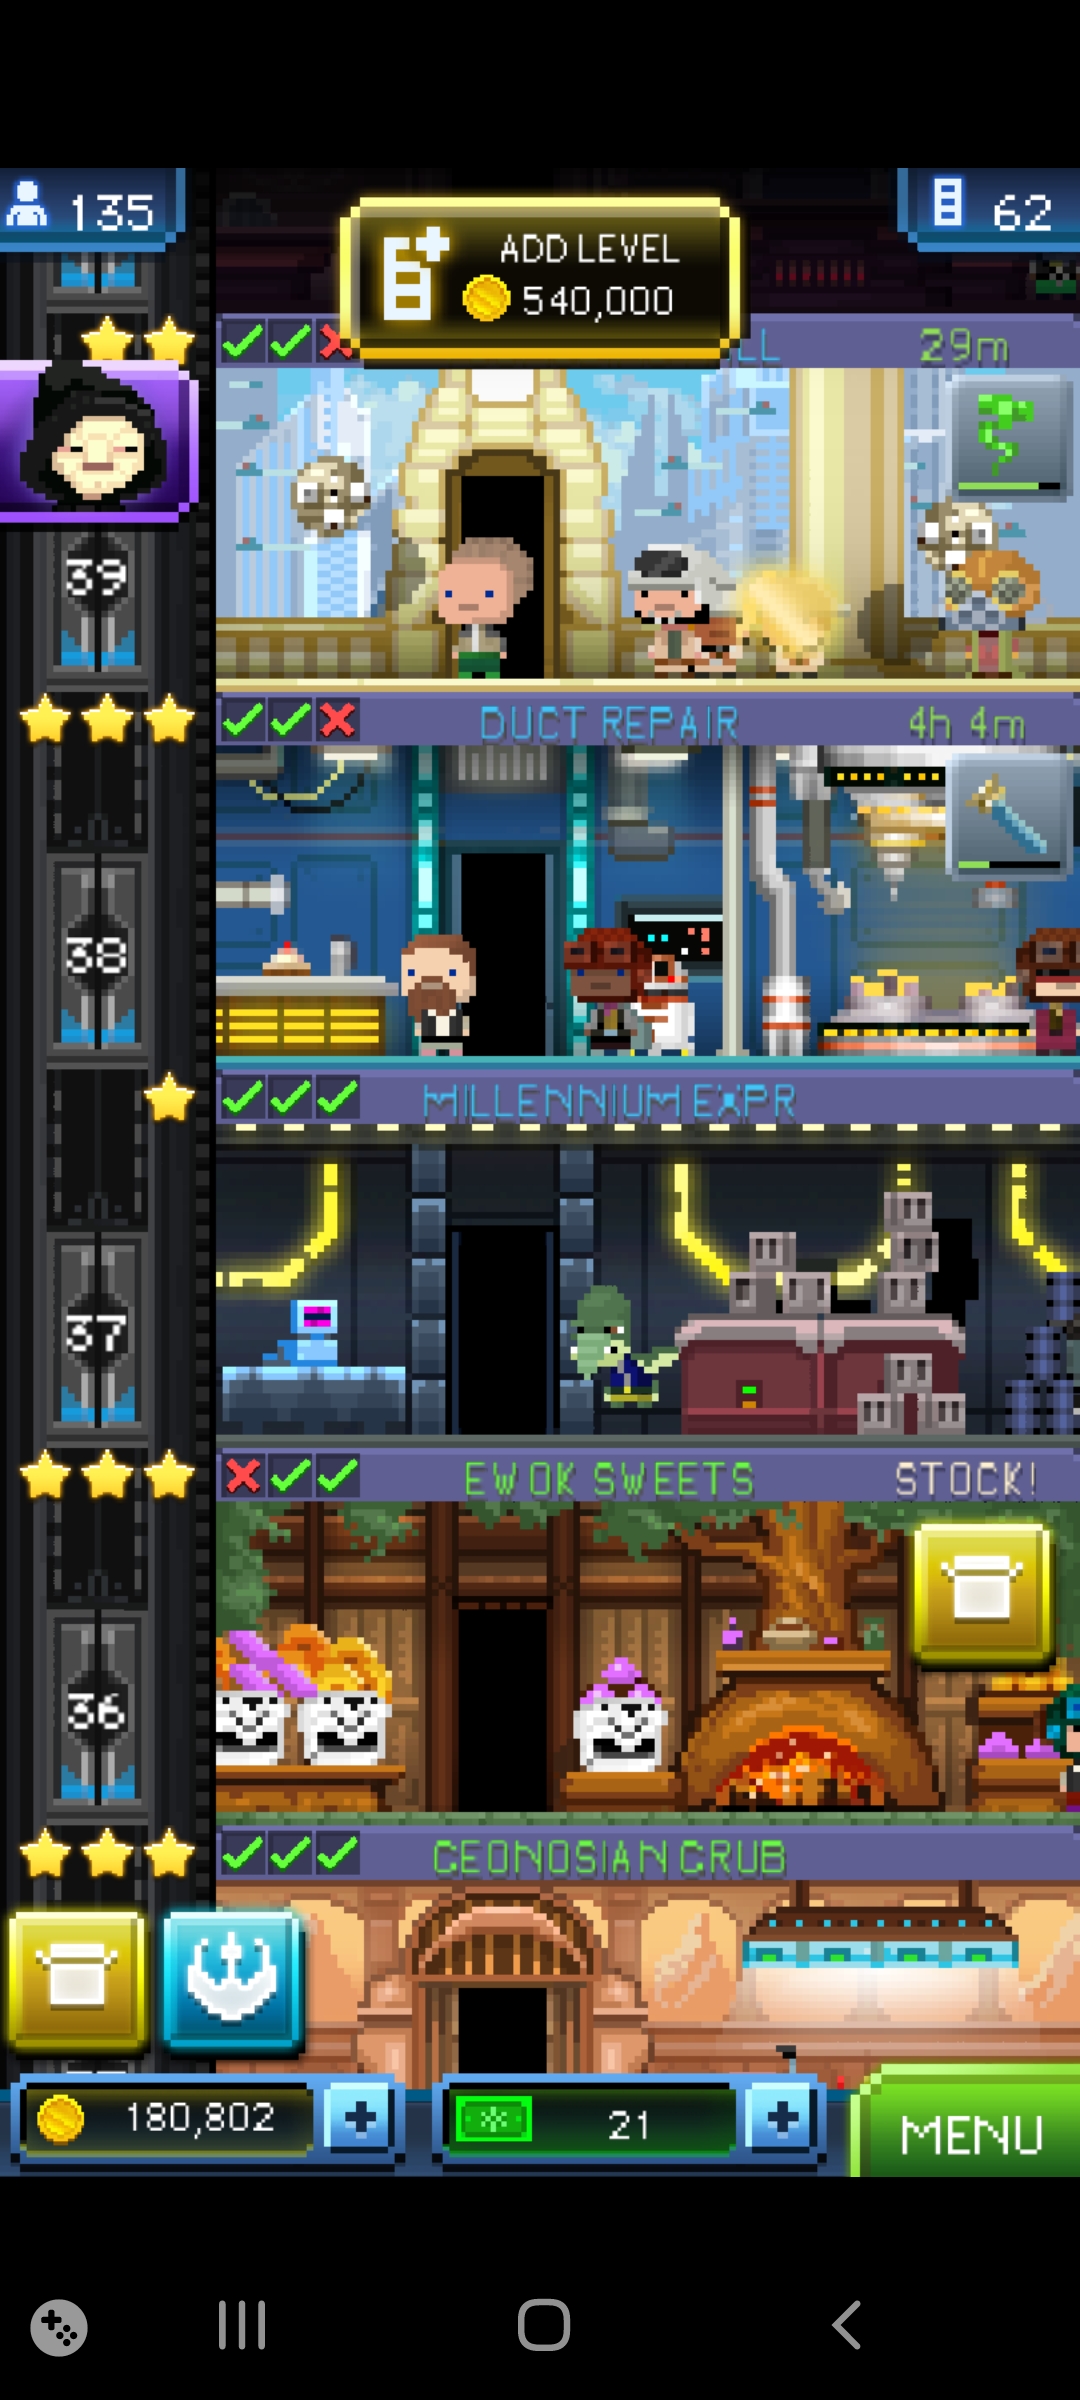 135
62
ADD LEVEL
540,000
LL
29m
39
DUCT REPAIR
4h 4m
38
MILLENNIUM EXPR
37
EWOK SWEETS
STOCK!
36
GEONOSIAN GRUB
180,802
21
MENU